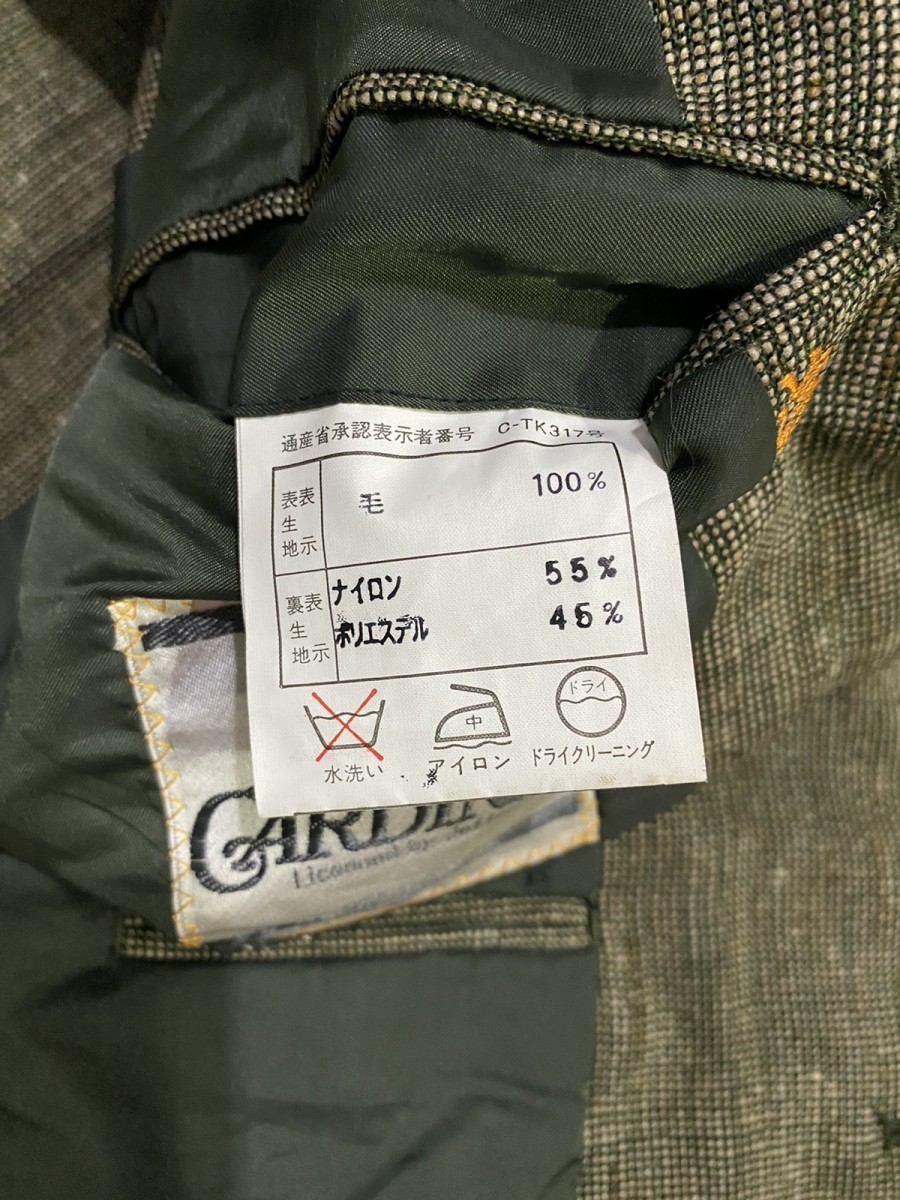 通産省承認表示者番号 C-TK317号
表表
生
地示
毛 100%
裏表
生
地示
ナイロン 55%
ポリエステル 45%
中
ドライ
水洗い アイロン ドライクリーニング
CARDIN
Licensed by